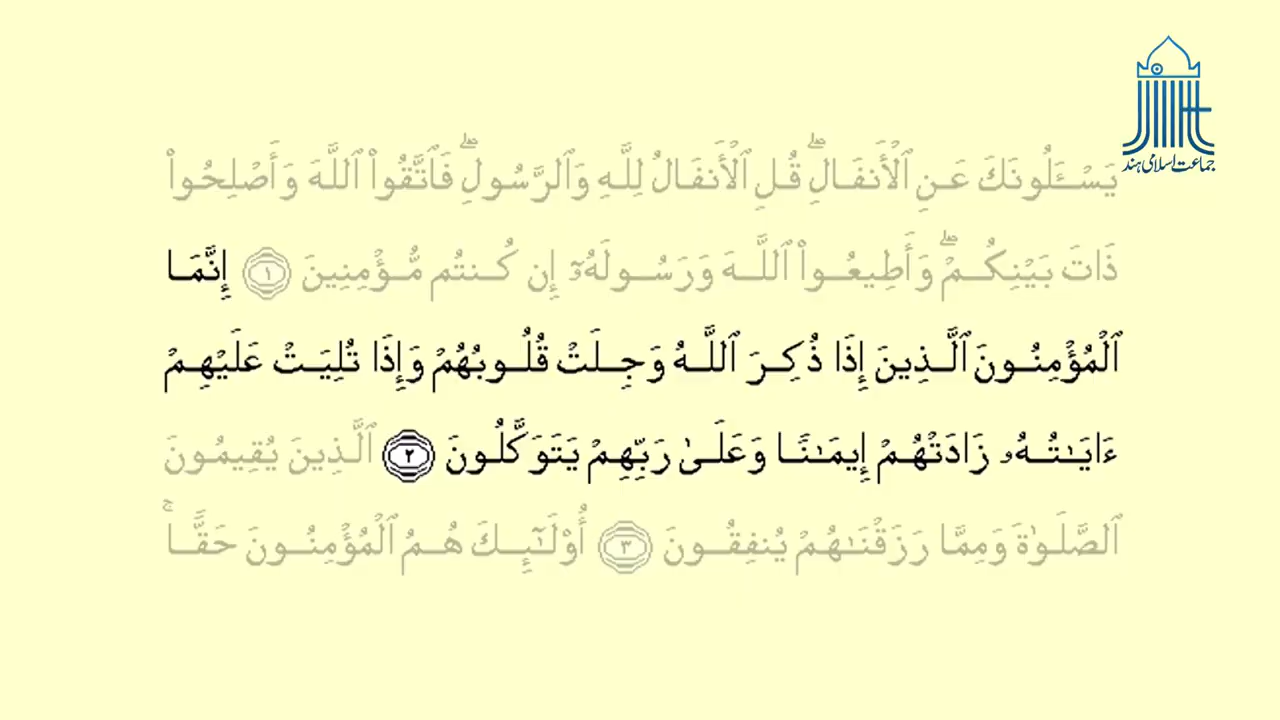 جماعت اسلامی ہند
يَسْـَٔلُونَكَ عَنِ ٱلْأَنفَالِ ۖ قُلِ ٱلْأَنفَالُ لِلَّهِ وَٱلرَّسُولِ ۖ فَٱتَّقُوا۟ ٱللَّهَ وَأَصْلِحُوا۟
ذَاتَ بَيْنِكُمْ ۖ وَأَطِيعُوا۟ ٱللَّهَ وَرَسُولَهُۥٓ إِن كُنتُم مُّؤْمِنِينَ ١ إِنَّمَا
ٱلْمُؤْمِنُونَ ٱلَّذِينَ إِذَا ذُكِرَ ٱللَّهُ وَجِلَتْ قُلُوبُهُمْ وَإِذَا تُلِيَتْ عَلَيْهِمْ
ءَايَـٰتُهُۥ زَادَتْهُمْ إِيمَـٰنًا وَعَلَىٰ رَبِّهِمْ يَتَوَكَّلُونَ ٢ ٱلَّذِينَ يُقِيمُونَ
ٱلصَّلَوٰةَ وَمِمَّا رَزَقْنَـٰهُمْ يُنفِقُونَ ٣ أُو۟لَـٰٓئِكَ هُمُ ٱلْمُؤْمِنُونَ حَقًّا ۚ